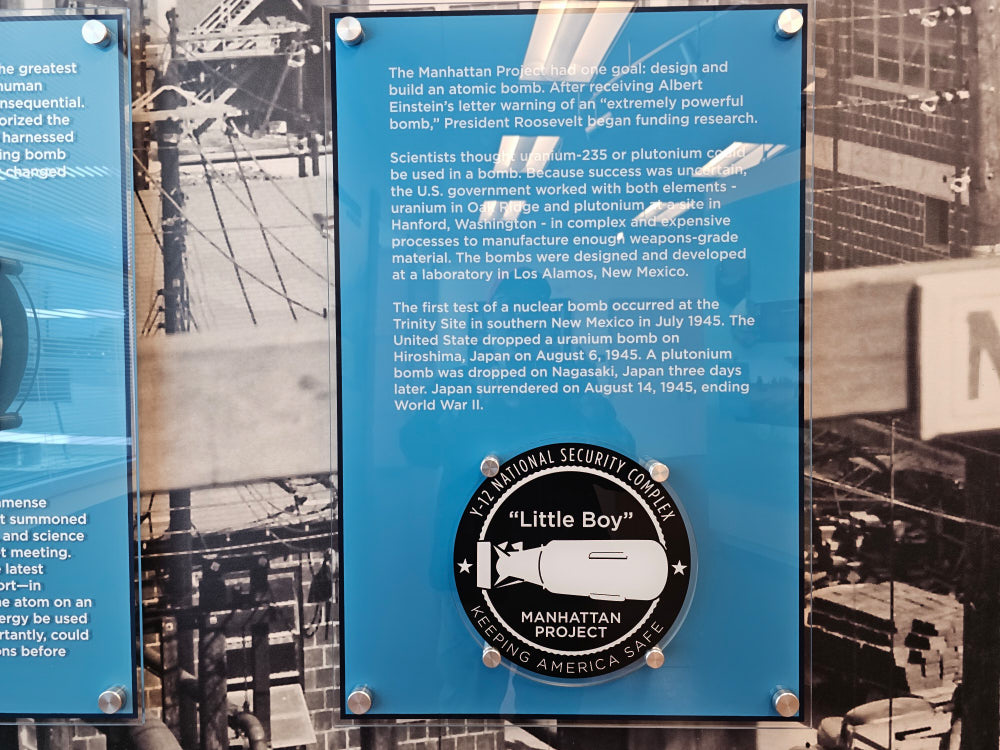 he greatest
human
nsequential.
orized the
harnessed
ing bomb
changed
mmense
t summoned
and science
t meeting.
latest
ort—in
he atom on an
ergy be used
rtantly, could
ons before
The Manhattan Project had one goal: design and
build an atomic bomb. After receiving Albert
Einstein's letter warning of an “extremely powerful
bomb,” President Roosevelt began funding research.
Scientists thought uranium-235 or plutonium could
be used in a bomb. Because success was uncertain,
the U.S. government worked with both elements -
uranium in Oak Ridge and plutonium at a site in
Hanford, Washington - in complex and expensive
processes to manufacture enough weapons-grade
material. The bombs were designed and developed
at a laboratory in Los Alamos, New Mexico.
The first test of a nuclear bomb occurred at the
Trinity Site in southern New Mexico in July 1945. The
United State dropped a uranium bomb on
Hiroshima, Japan on August 6, 1945. A plutonium
bomb was dropped on Nagasaki, Japan three days
later. Japan surrendered on August 14, 1945, ending
World War II.
Y-12 NATIONAL SECURITY COMPLEX
“Little Boy”
MANHATTAN
PROJECT
KEEPING AMERICA SAFE
N